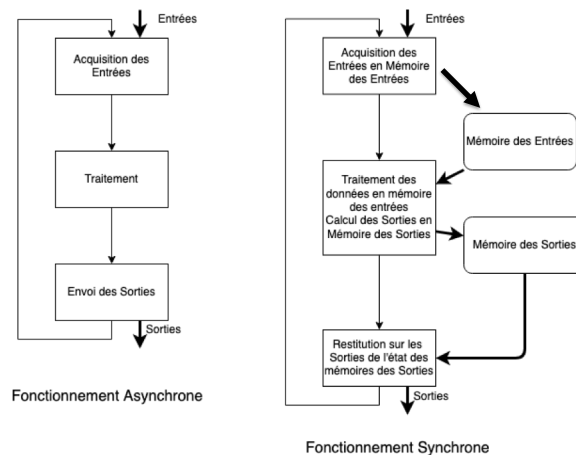 Entrées
Acquisition des
Entrées
Traitement
Envoi des Sorties
Sorties
Fonctionnement Asynchrone
Entrées
Acquisition des
Entrées en Mémoire
des Entrées
Mémoire des Entrées
Traitement des
données en mémoire
des entrées
Calcul des Sorties en
Mémoire des Sorties
Mémoire des Sorties
Restitution sur les
Sorties de l'état des
mémoires des Sorties
Sorties
Fonctionnement Synchrone